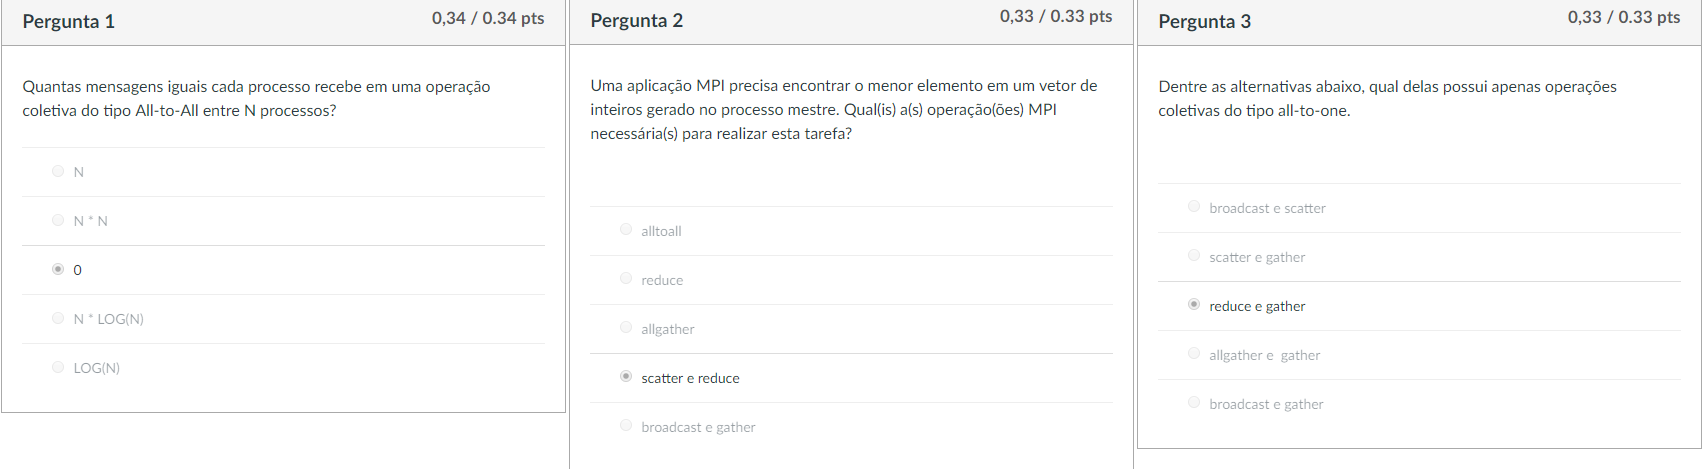 Pergunta 1
0,34 / 0.34 pts
Quantas mensagens iguais cada processo recebe em uma operação
coletiva do tipo All-to-All entre N processos?
N
N * N
0
N * LOG(N)
LOG(N)
Pergunta 2
0,33 / 0.33 pts
Uma aplicação MPI precisa encontrar o menor elemento em um vetor de
inteiros gerado no processo mestre. Qual(is) a(s) operação(ões) MPI
necessária(s) para realizar esta tarefa?
alltoall
reduce
allgather
scatter e reduce
broadcast e gather
Pergunta 3
0,33 / 0.33 pts
Dentre as alternativas abaixo, qual delas possui apenas operações
coletivas do tipo all-to-one.
broadcast e scatter
scatter e gather
reduce e gather
allgather e  gather
broadcast e gather